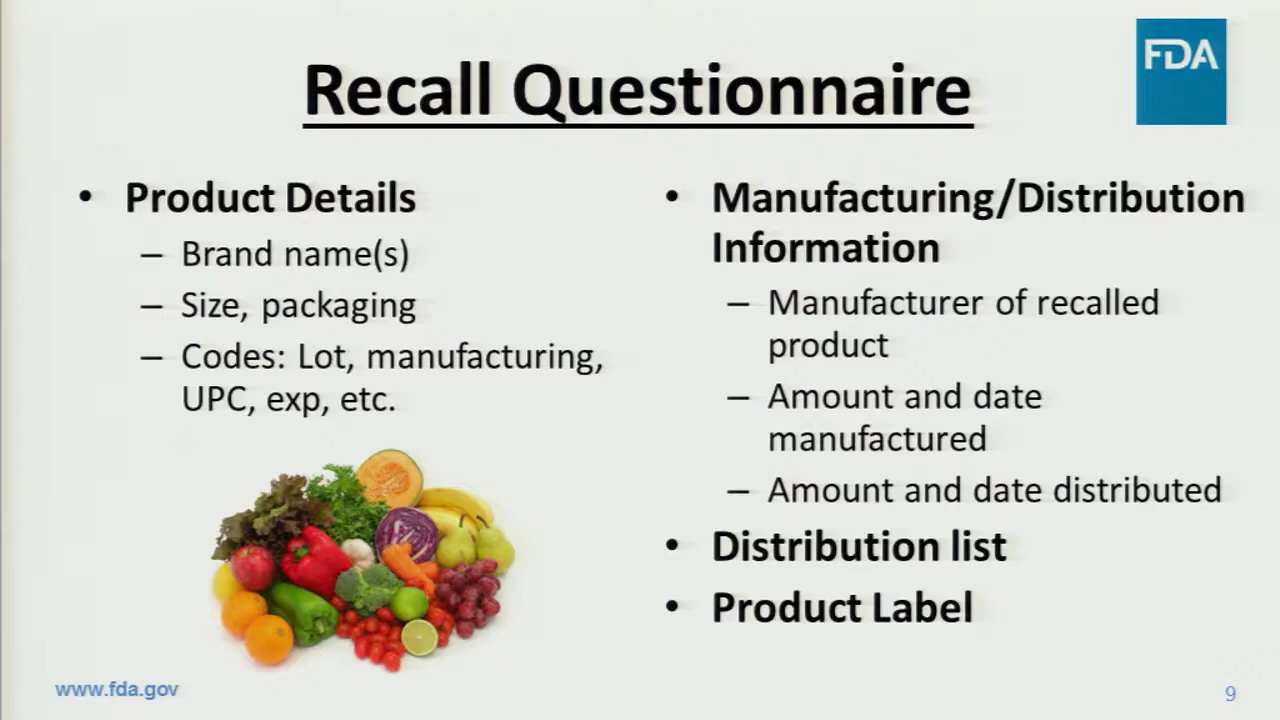 FDA
Recall Questionnaire
• Product Details
– Brand name(s)
– Size, packaging
– Codes: Lot, manufacturing,
UPC, exp, etc.
• Manufacturing/Distribution
Information
– Manufacturer of recalled
product
– Amount and date
manufactured
– Amount and date distributed
• Distribution list
• Product Label
www.fda.gov
9